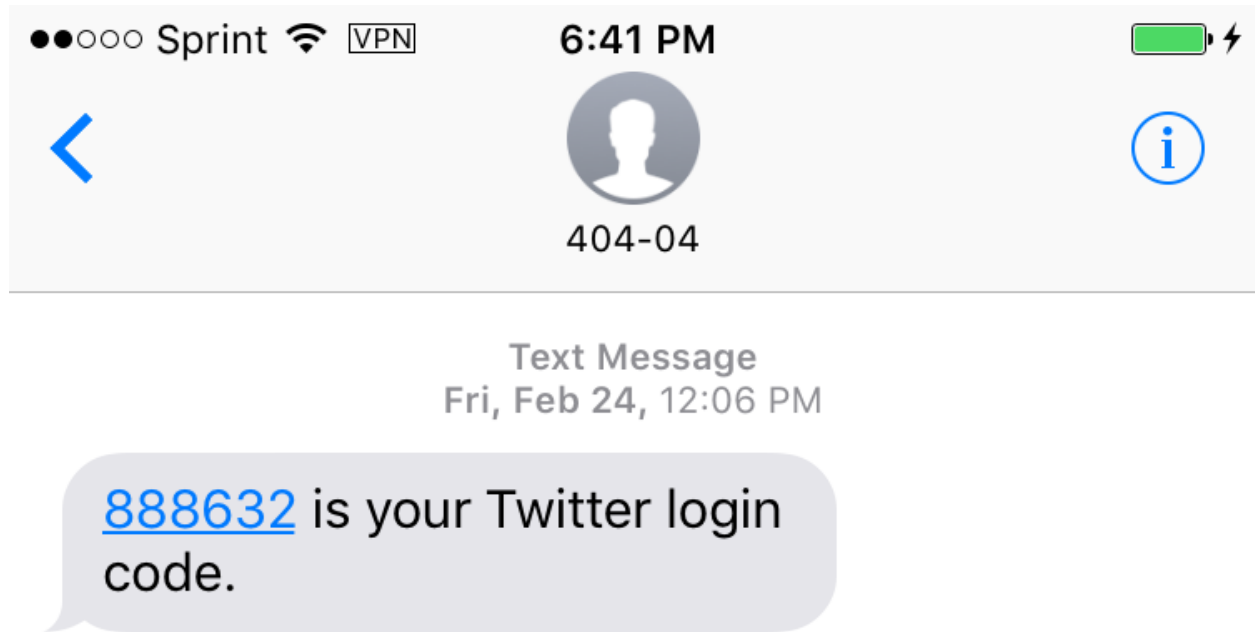 Sprint VPN 6:41 PM
i
404-04
Text Message
Fri, Feb 24, 12:06 PM
888632 is your Twitter login
code.